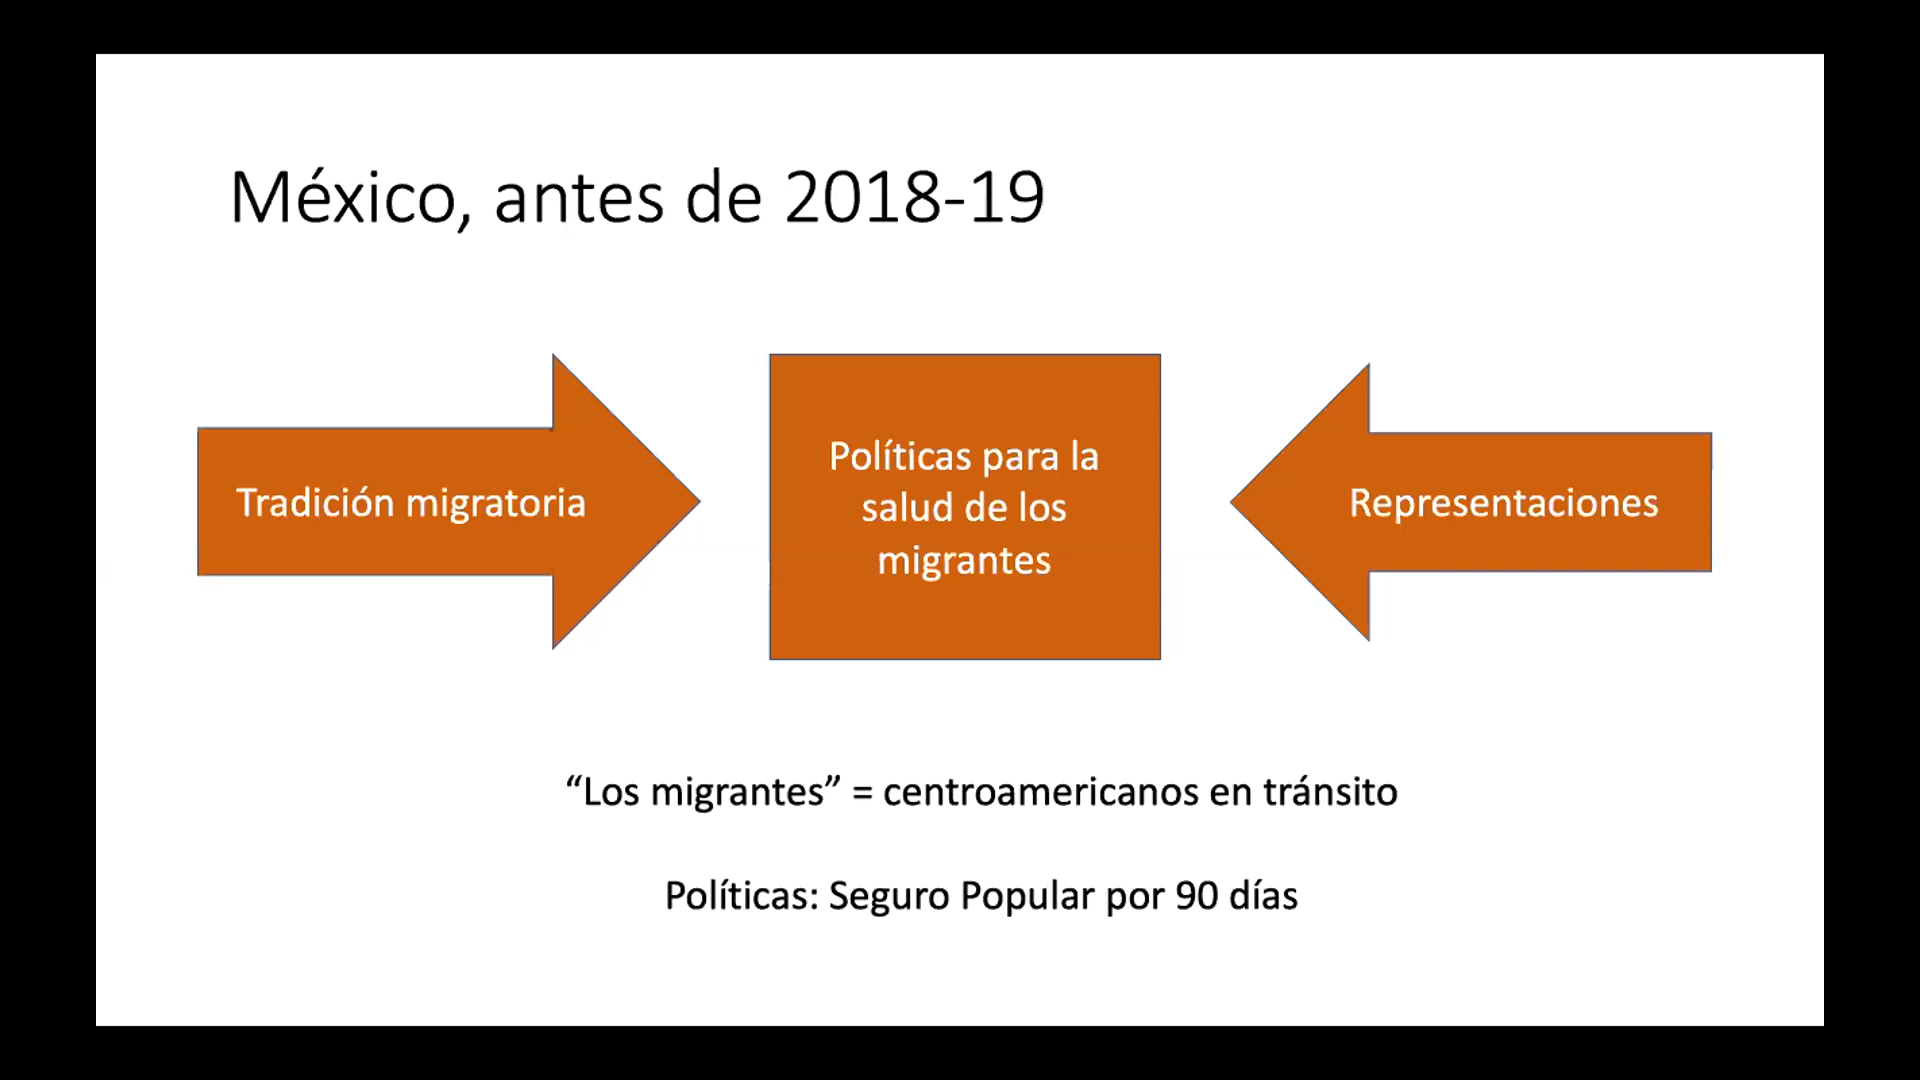 México, antes de 2018-19
Tradición migratoria
Políticas para la
salud de los
migrantes
Representaciones
“Los migrantes” = centroamericanos en tránsito
Políticas: Seguro Popular por 90 días